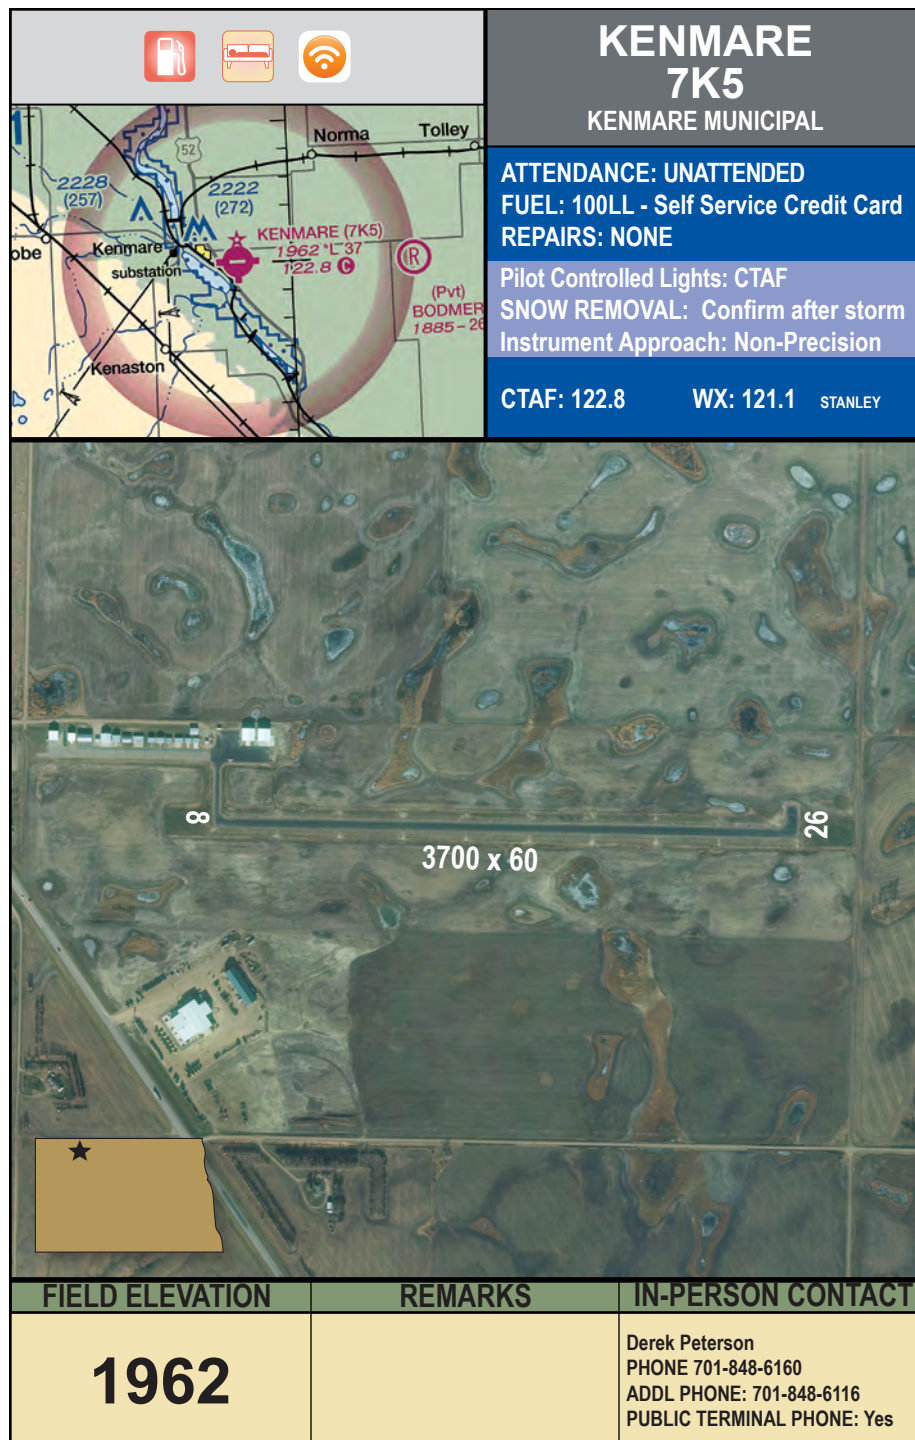 KENMARE
7K5
KENMARE MUNICIPAL
ATTENDANCE: UNATTENDED
FUEL: 100LL - Self Service Credit Card
REPAIRS: NONE
Pilot Controlled Lights: CTAF
SNOW REMOVAL: Confirm after storm
Instrument Approach: Non-Precision
CTAF: 122.8 WX: 121.1 STANLEY
1
52
Norma Tolley
2228
(257)
2222
(272)
obe
Kenmare
substation
KENMARE (7K5)
1962 *L 37
122.8 C
R
(Pvt)
BODMER
1885 - 26
Kenaston
8
26
3700 x 60
FIELD ELEVATION
1962
REMARKS
IN-PERSON CONTACT
Derek Peterson
PHONE 701-848-6160
ADDL PHONE: 701-848-6116
PUBLIC TERMINAL PHONE: Yes